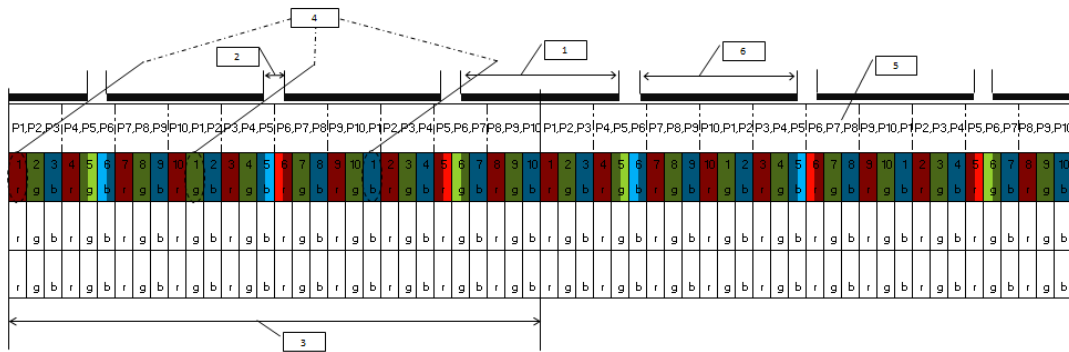 4
1
2
6
5
P1,P2,P3 P4,P5,P6 P7,P8,P9 P10,P1,P2 P3,P4,P5 P6,P7,P8 P9,P10,P1 P2,P3,P4 P5,P6,P7 P8,P9,P10 P1,P2,P3 P4,P5,P6 P7,P8,P9 P10,P1,P2 P3,P4,P5 P6,P7,P8 P9,P10,P1 P2,P3,P4 P5,P6,P7 P8,P9,P10
1 2 3 4 5 6 7 8 9 10 1 2 3 4 5 6 7 8 9 10 1 2 3 4 5 6 7 8 9 10 1 2 3 4 5 6 7 8 9 10 1 2 3 4 5 6 7 8 9 10 1 2 3 4 5 6 7 8 9 10
r g b r g b r g b r g b r g b r g b r g b r g b r g b r g b r g b r g b r g b r g b r g b r g b r g b r g b r g b r g b
r g b r g b r g b r g b r g b r g b r g b r g b r g b r g b r g b r g b r g b r g b r g b r g b r g b r g b r g b r g b
r g b r g b r g b r g b r g b r g b r g b r g b r g b r g b r g b r g b r g b r g b r g b r g b r g b r g b r g b r g b
3